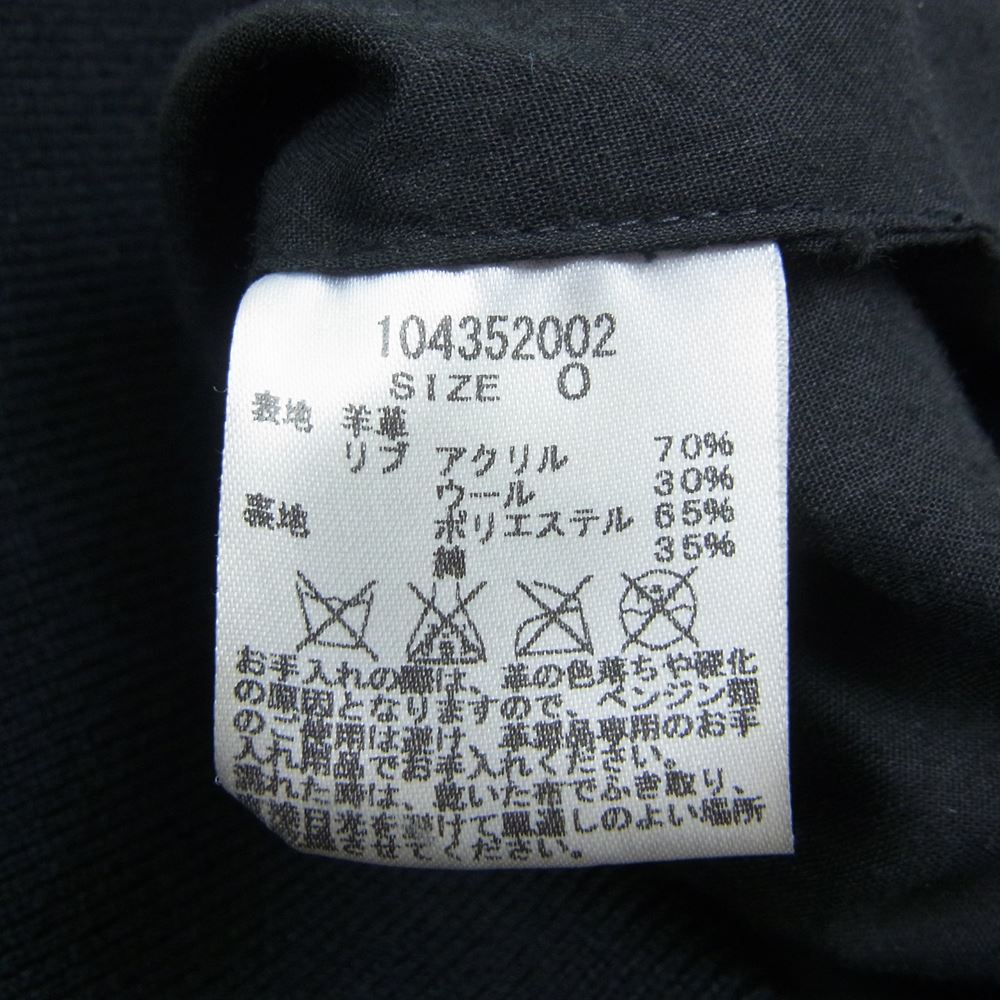 104352002
SIZE O
表地 羊革
リブ アクリル 70%
ウール 30%
裏地 ポリエステル 65%
綿 35%
お手入れの際は、革の色落ちや硬化
の原因となりますので、ベンジン類
のご使用は避け、革製品専用のお手
入れ用品でお手入れください。
濡れた時は、乾いた布でふき取り、
直射日光を避けて風通しのよい場所
ください。